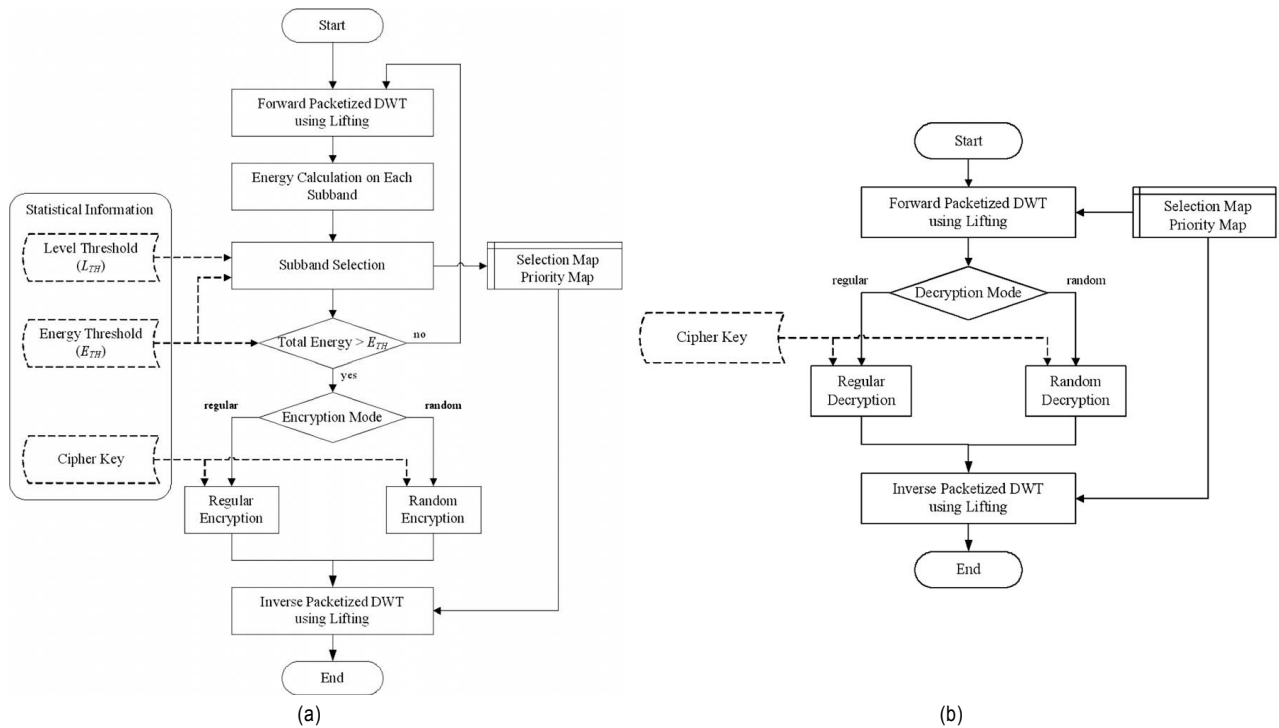 Start
Forward Packetized DWT
using Lifting
Energy Calculation on Each
Subband
Statistical Information
Level Threshold
(L_TH)
Subband Selection
Selection Map
Priority Map
Energy Threshold
(E_TH)
Total Energy > E_TH
no
yes
regular
Encryption Mode
random
Cipher Key
Regular
Encryption
Random
Encryption
Inverse Packetized DWT
using Lifting
End
(a)
Start
Forward Packetized DWT
using Lifting
Selection Map
Priority Map
regular
Decryption Mode
random
Cipher Key
Regular
Decryption
Random
Decryption
Inverse Packetized DWT
using Lifting
End
(b)